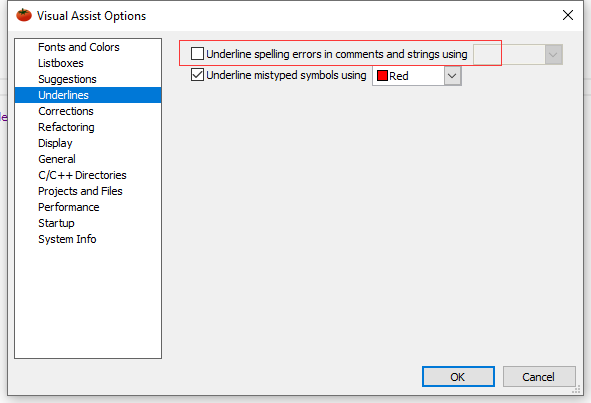 Visual Assist Options
Fonts and Colors
Listboxes
Suggestions
Underlines
Corrections
Refactoring
Display
General
C/C++ Directories
Projects and Files
Performance
Startup
System Info
Underline spelling errors in comments and strings using
Underline mistyped symbols using Red
OK Cancel